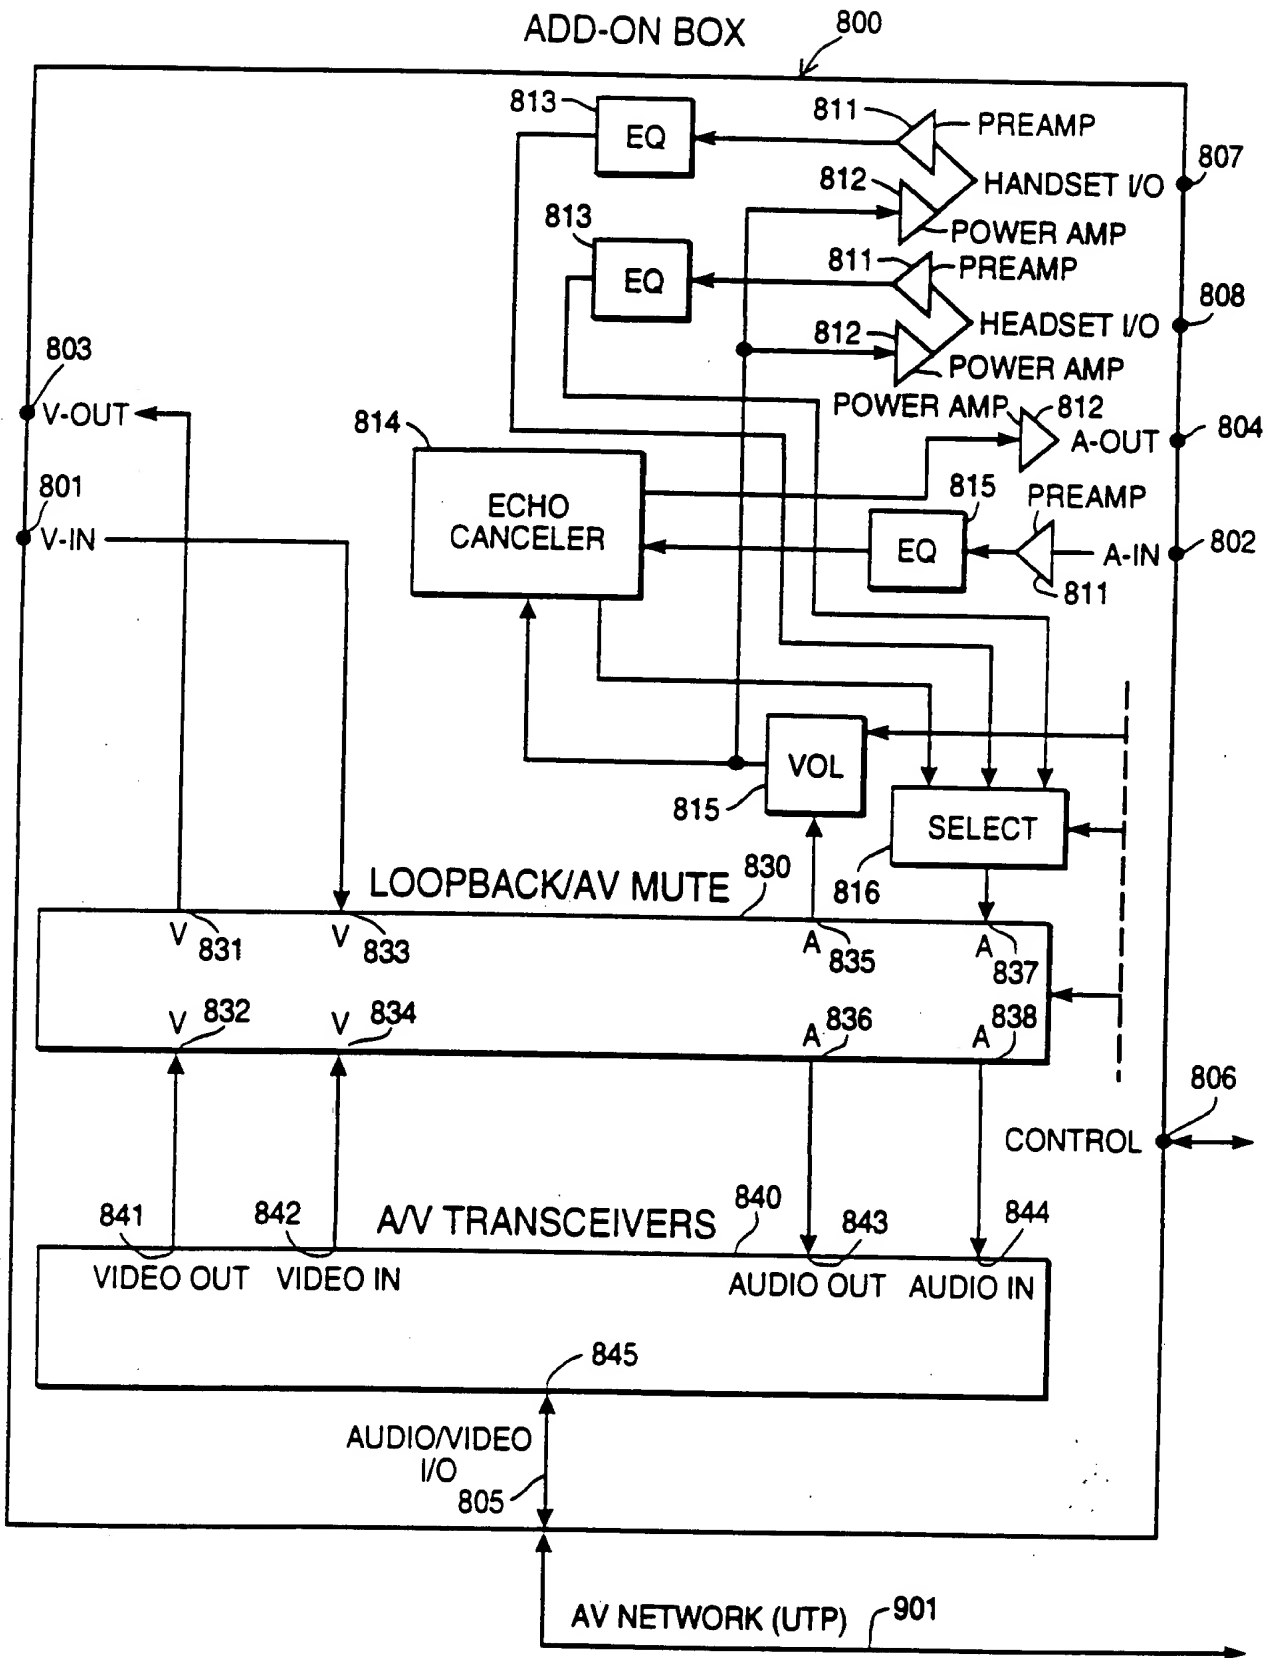 ADD-ON BOX
800
813
EQ
811
PREAMP
807
HANDSET I/O
812
POWER AMP
813
EQ
811
PREAMP
808
HEADSET I/O
812
POWER AMP
803
V-OUT
POWER AMP
812
A-OUT
804
814
ECHO
CANCELER
801
V-IN
815
PREAMP
EQ
A-IN
802
811
VOL
815
SELECT
816
LOOPBACK/AV MUTE
830
V
831
V
833
A
835
A
837
V
832
V
834
A
836
A
838
806
CONTROL
841
842
A/V TRANSCEIVERS
840
843
844
VIDEO OUT
VIDEO IN
AUDIO OUT
AUDIO IN
845
AUDIO/VIDEO
I/O
805
AV NETWORK (UTP)
901